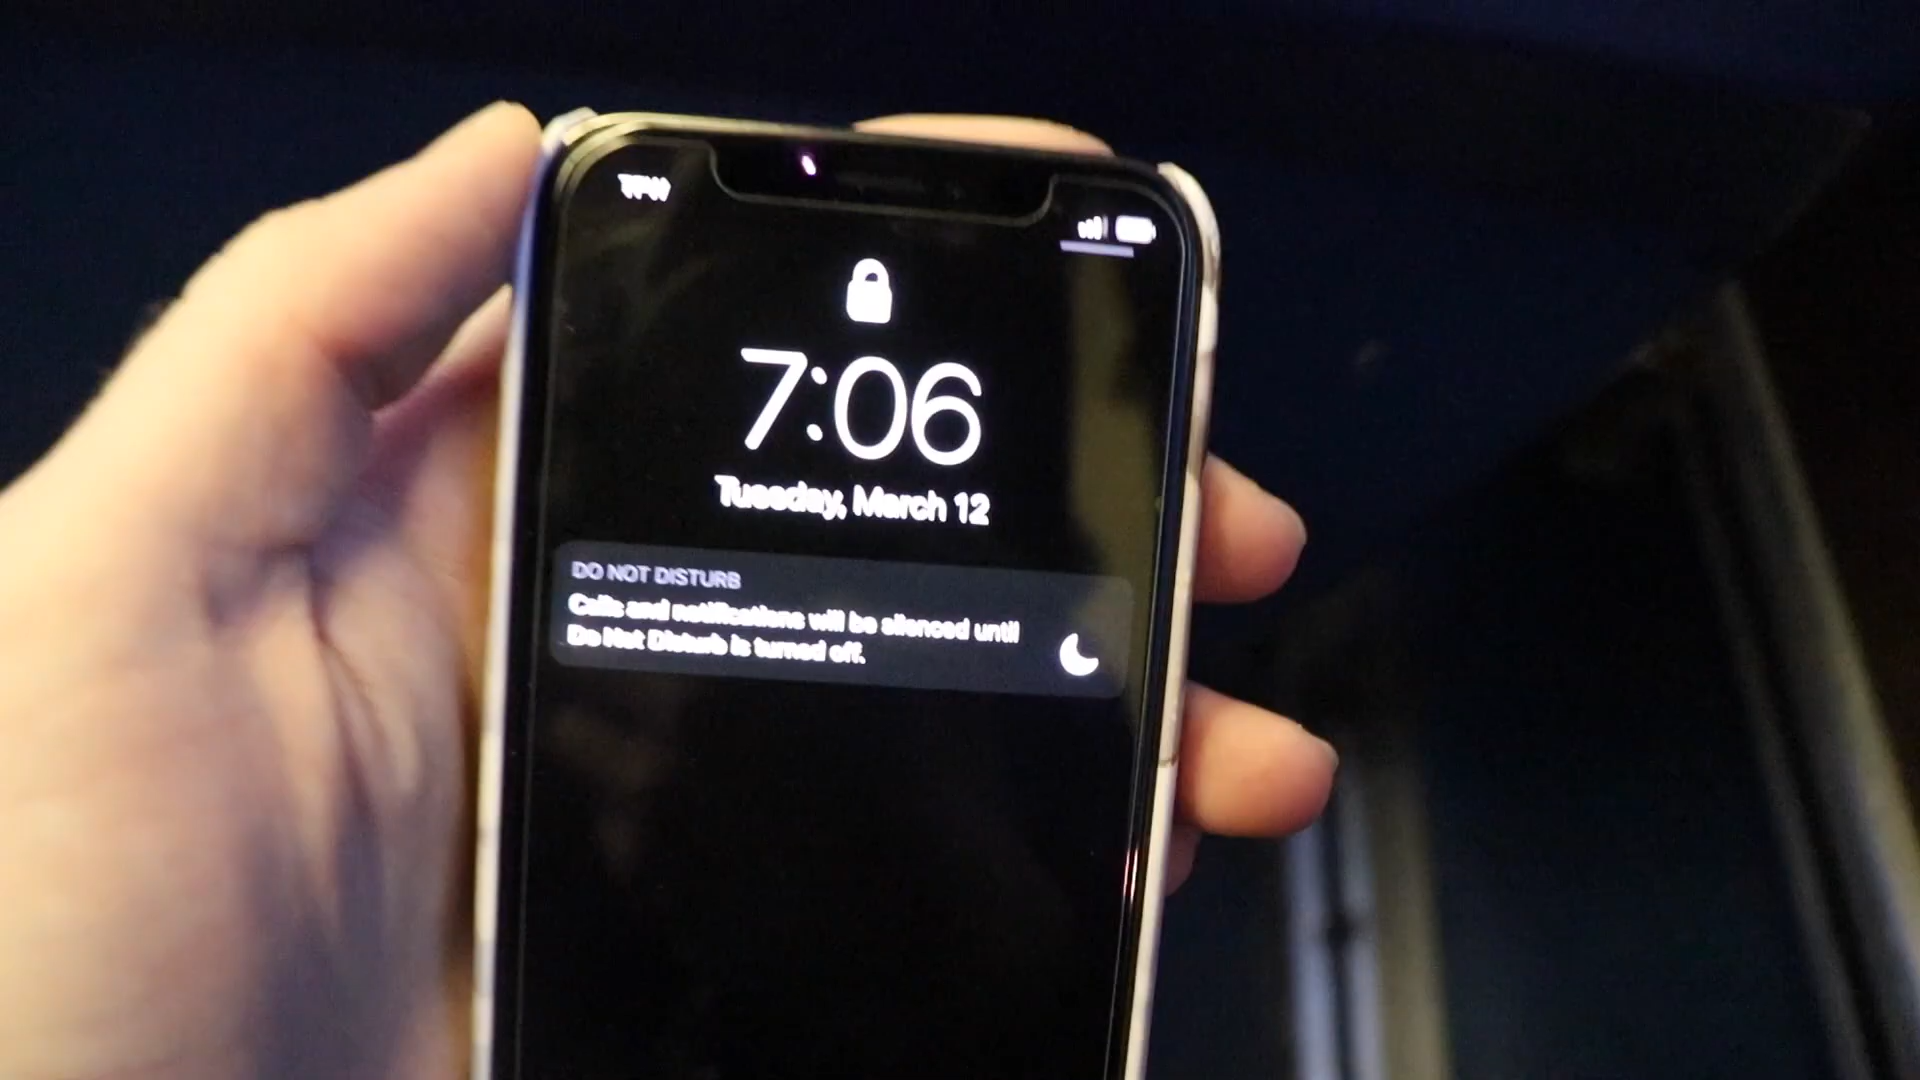 TFW
7:06
Tuesday, March 12
DO NOT DISTURB
Calls and notifications will be silenced until
Do Not Disturb is turned off.